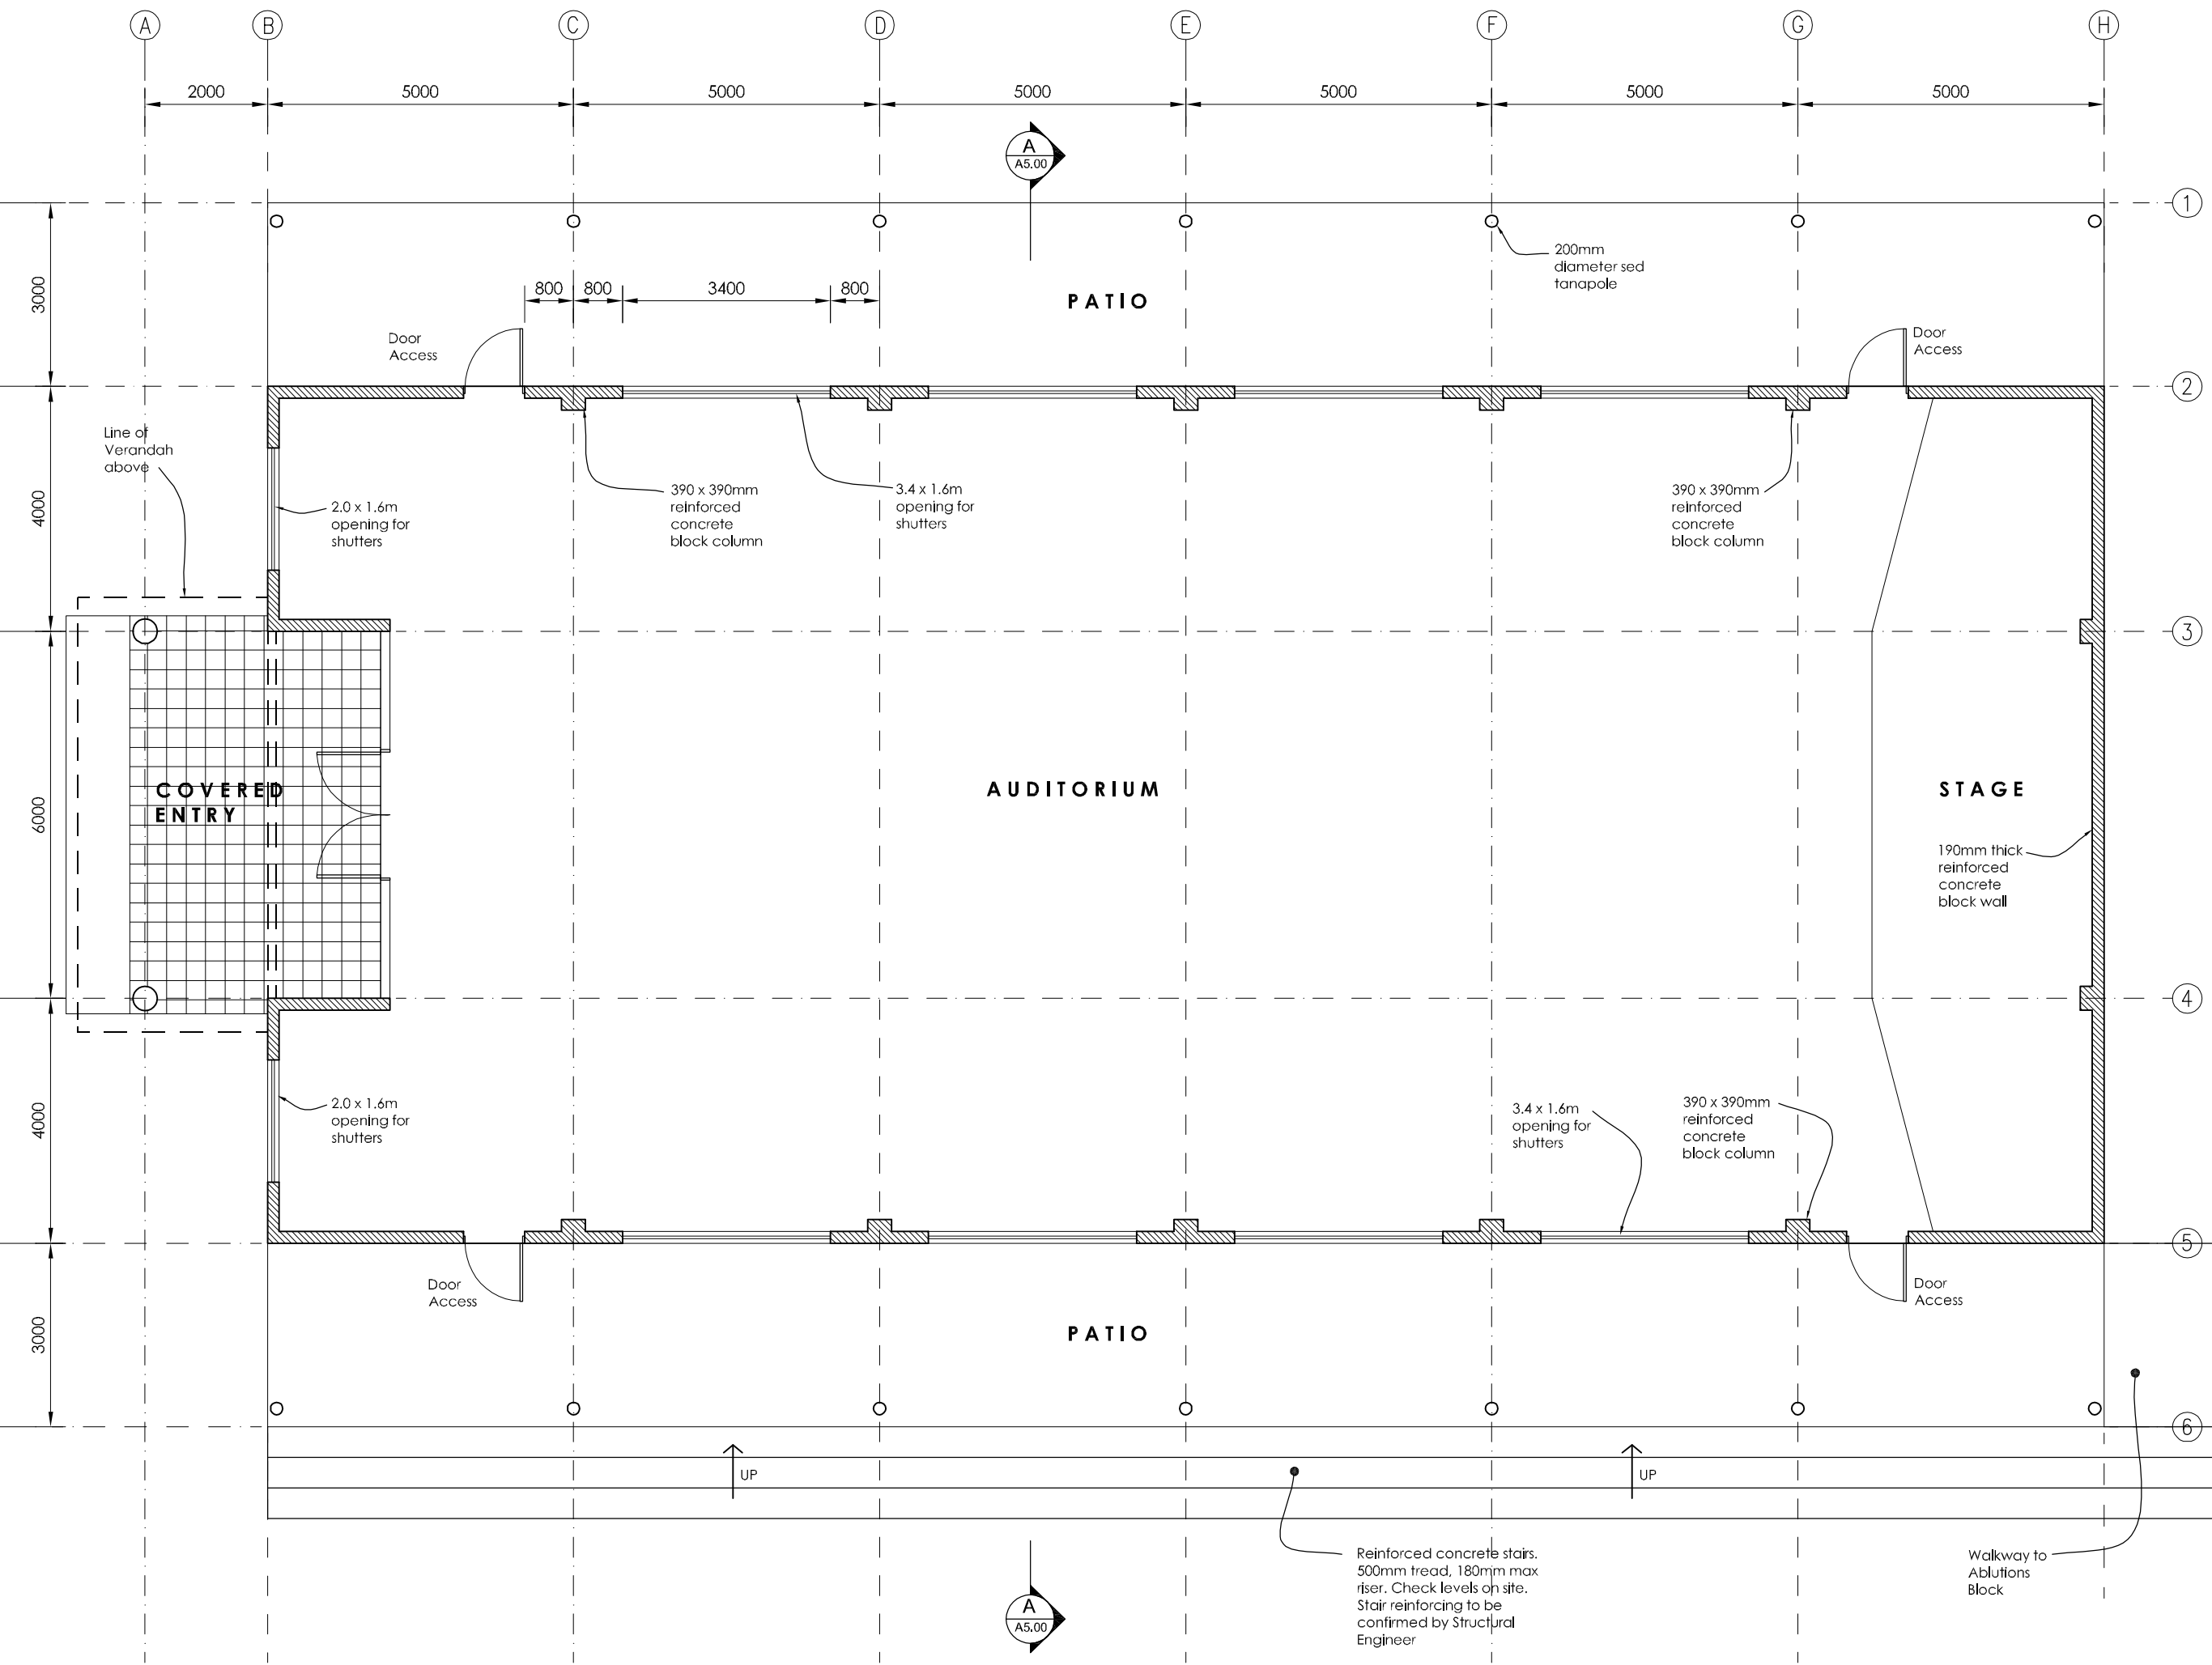 A B C D E F G H
2000 5000 5000 5000 5000 5000 5000
A
A5.00
1
200mm
diameter sed
tanapole
3000
800 800 3400 800
PATIO
Door
Access
Door
Access
2
Line of
Verandah
above
4000
2.0 x 1.6m
opening for
shutters
390 x 390mm
reinforced
concrete
block column
3.4 x 1.6m
opening for
shutters
390 x 390mm
reinforced
concrete
block column
3
COVERED
ENTRY
AUDITORIUM
STAGE
6000
190mm thick
reinforced
concrete
block wall
4
4000
2.0 x 1.6m
opening for
shutters
3.4 x 1.6m
opening for
shutters
390 x 390mm
reinforced
concrete
block column
5
Door
Access
Door
Access
3000
PATIO
6
UP
UP
Reinforced concrete stairs.
500mm tread, 180mm max
riser. Check levels on site.
Stair reinforcing to be
confirmed by Structural
Engineer
Walkway to
Ablutions
Block
A
A5.00